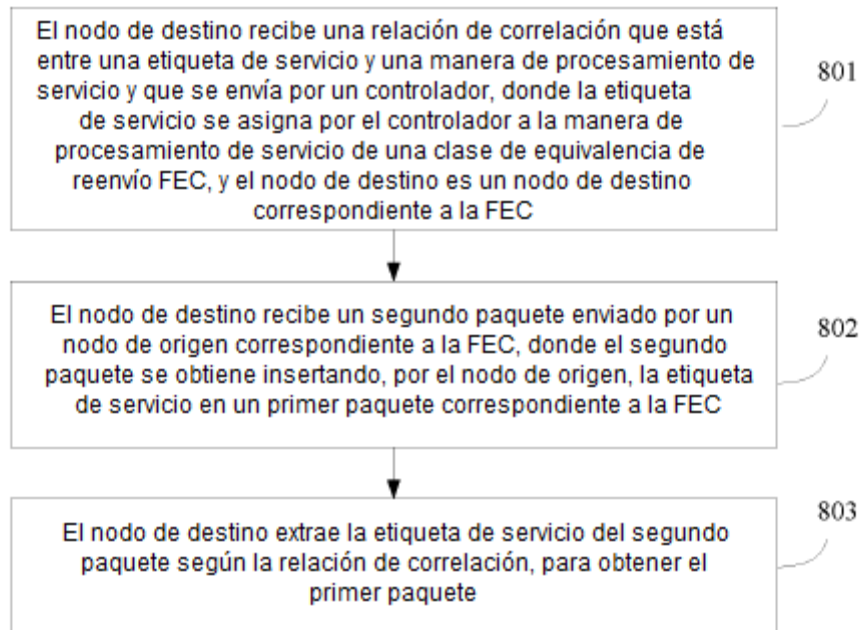 El nodo de destino recibe una relación de correlación que está
entre una etiqueta de servicio y una manera de procesamiento de
servicio y que se envía por un controlador, donde la etiqueta
de servicio se asigna por el controlador a la manera de
procesamiento de servicio de una clase de equivalencia de
reenvío FEC, y el nodo de destino es un nodo de destino
correspondiente a la FEC
801
El nodo de destino recibe un segundo paquete enviado por un
nodo de origen correspondiente a la FEC, donde el segundo
paquete se obtiene insertando, por el nodo de origen, la etiqueta
de servicio en un primer paquete correspondiente a la FEC
802
El nodo de destino extrae la etiqueta de servicio del segundo
paquete según la relación de correlación, para obtener el
primer paquete
803